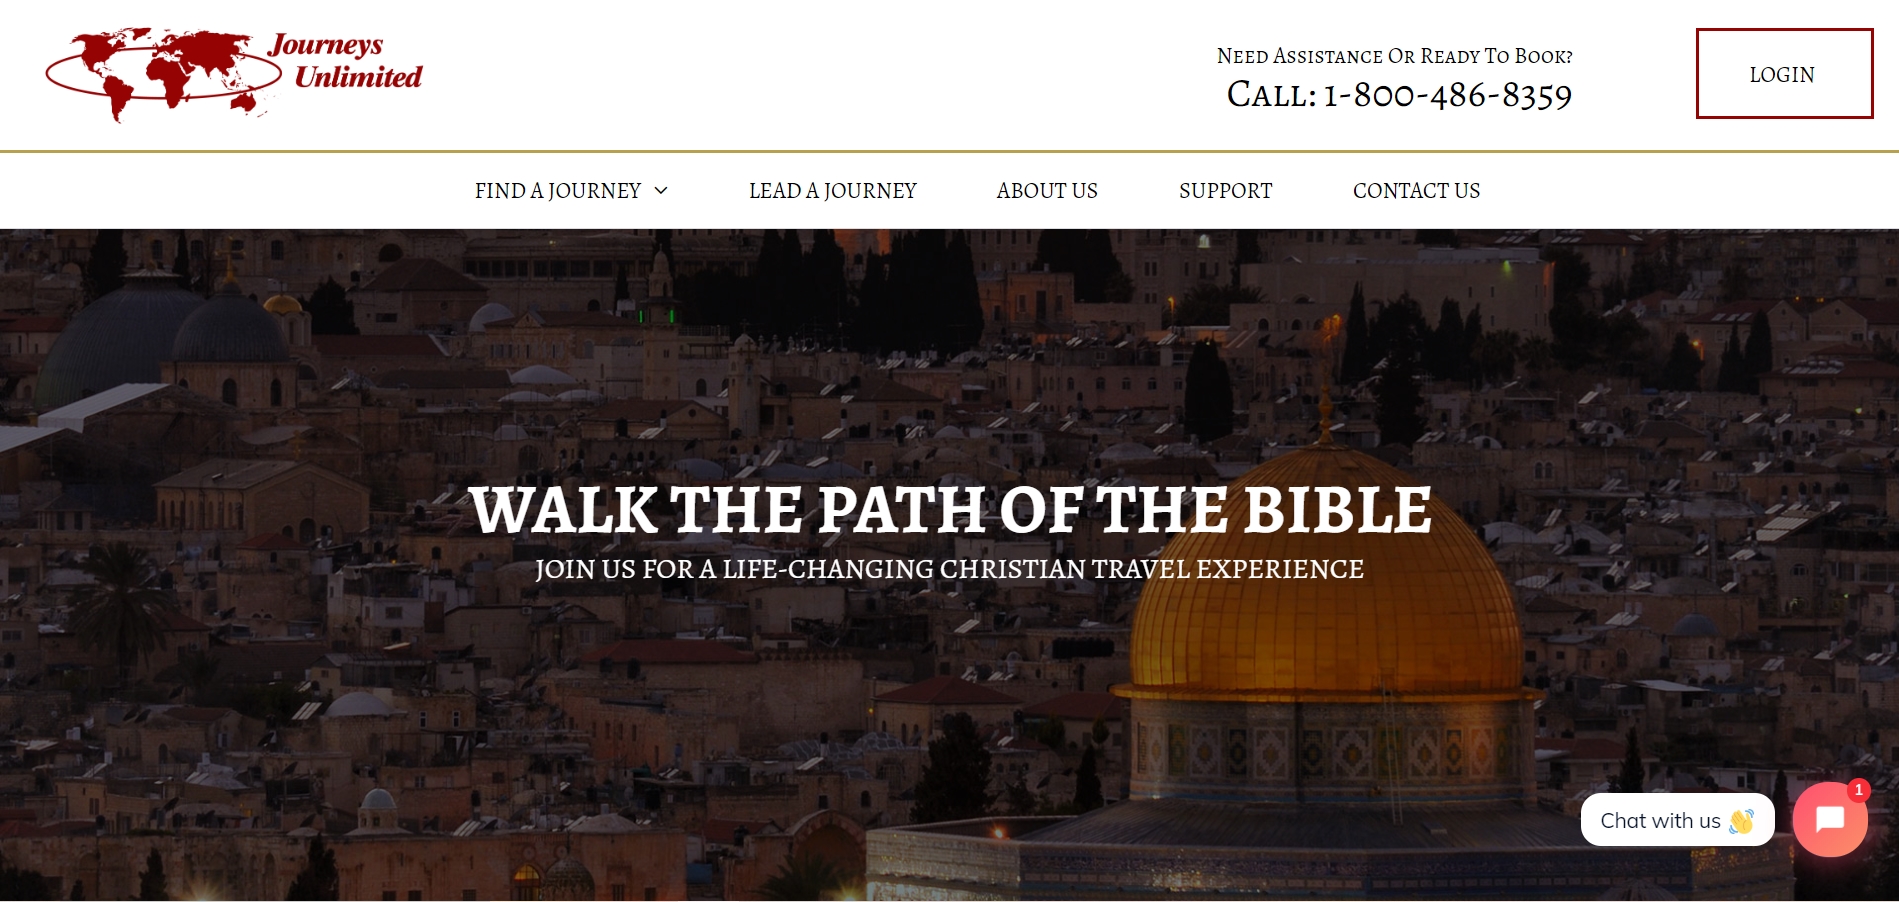 Journeys
Unlimited
Need Assistance Or Ready To Book?
Call: 1-800-486-8359
LOGIN
FIND A JOURNEY
LEAD A JOURNEY
ABOUT US
SUPPORT
CONTACT US
WALK THE PATH OF THE BIBLE
JOIN US FOR A LIFE-CHANGING CHRISTIAN TRAVEL EXPERIENCE
Chat with us 👋
1